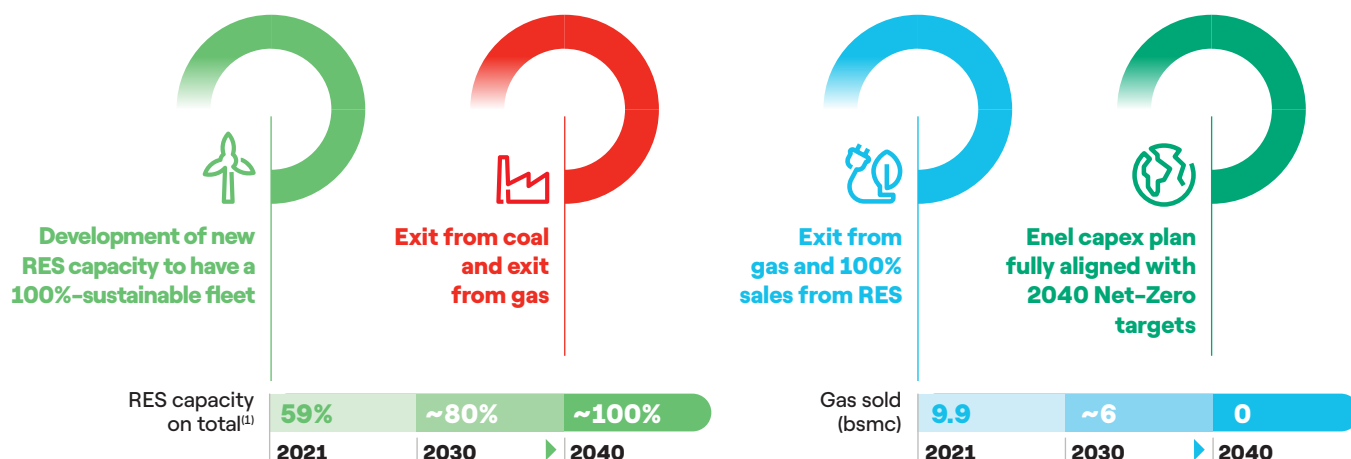 Development of new
RES capacity to have a
100%-sustainable fleet
Exit from coal
and exit
from gas
Exit from
gas and 100%
sales from RES
Enel capex plan
fully aligned with
2040 Net-Zero
targets
RES capacity
on total(1)
59% ~80% ~100%
2021 2030 2040
Gas sold
(bsmc)
9.9 ~6 0
2021 2030 2040